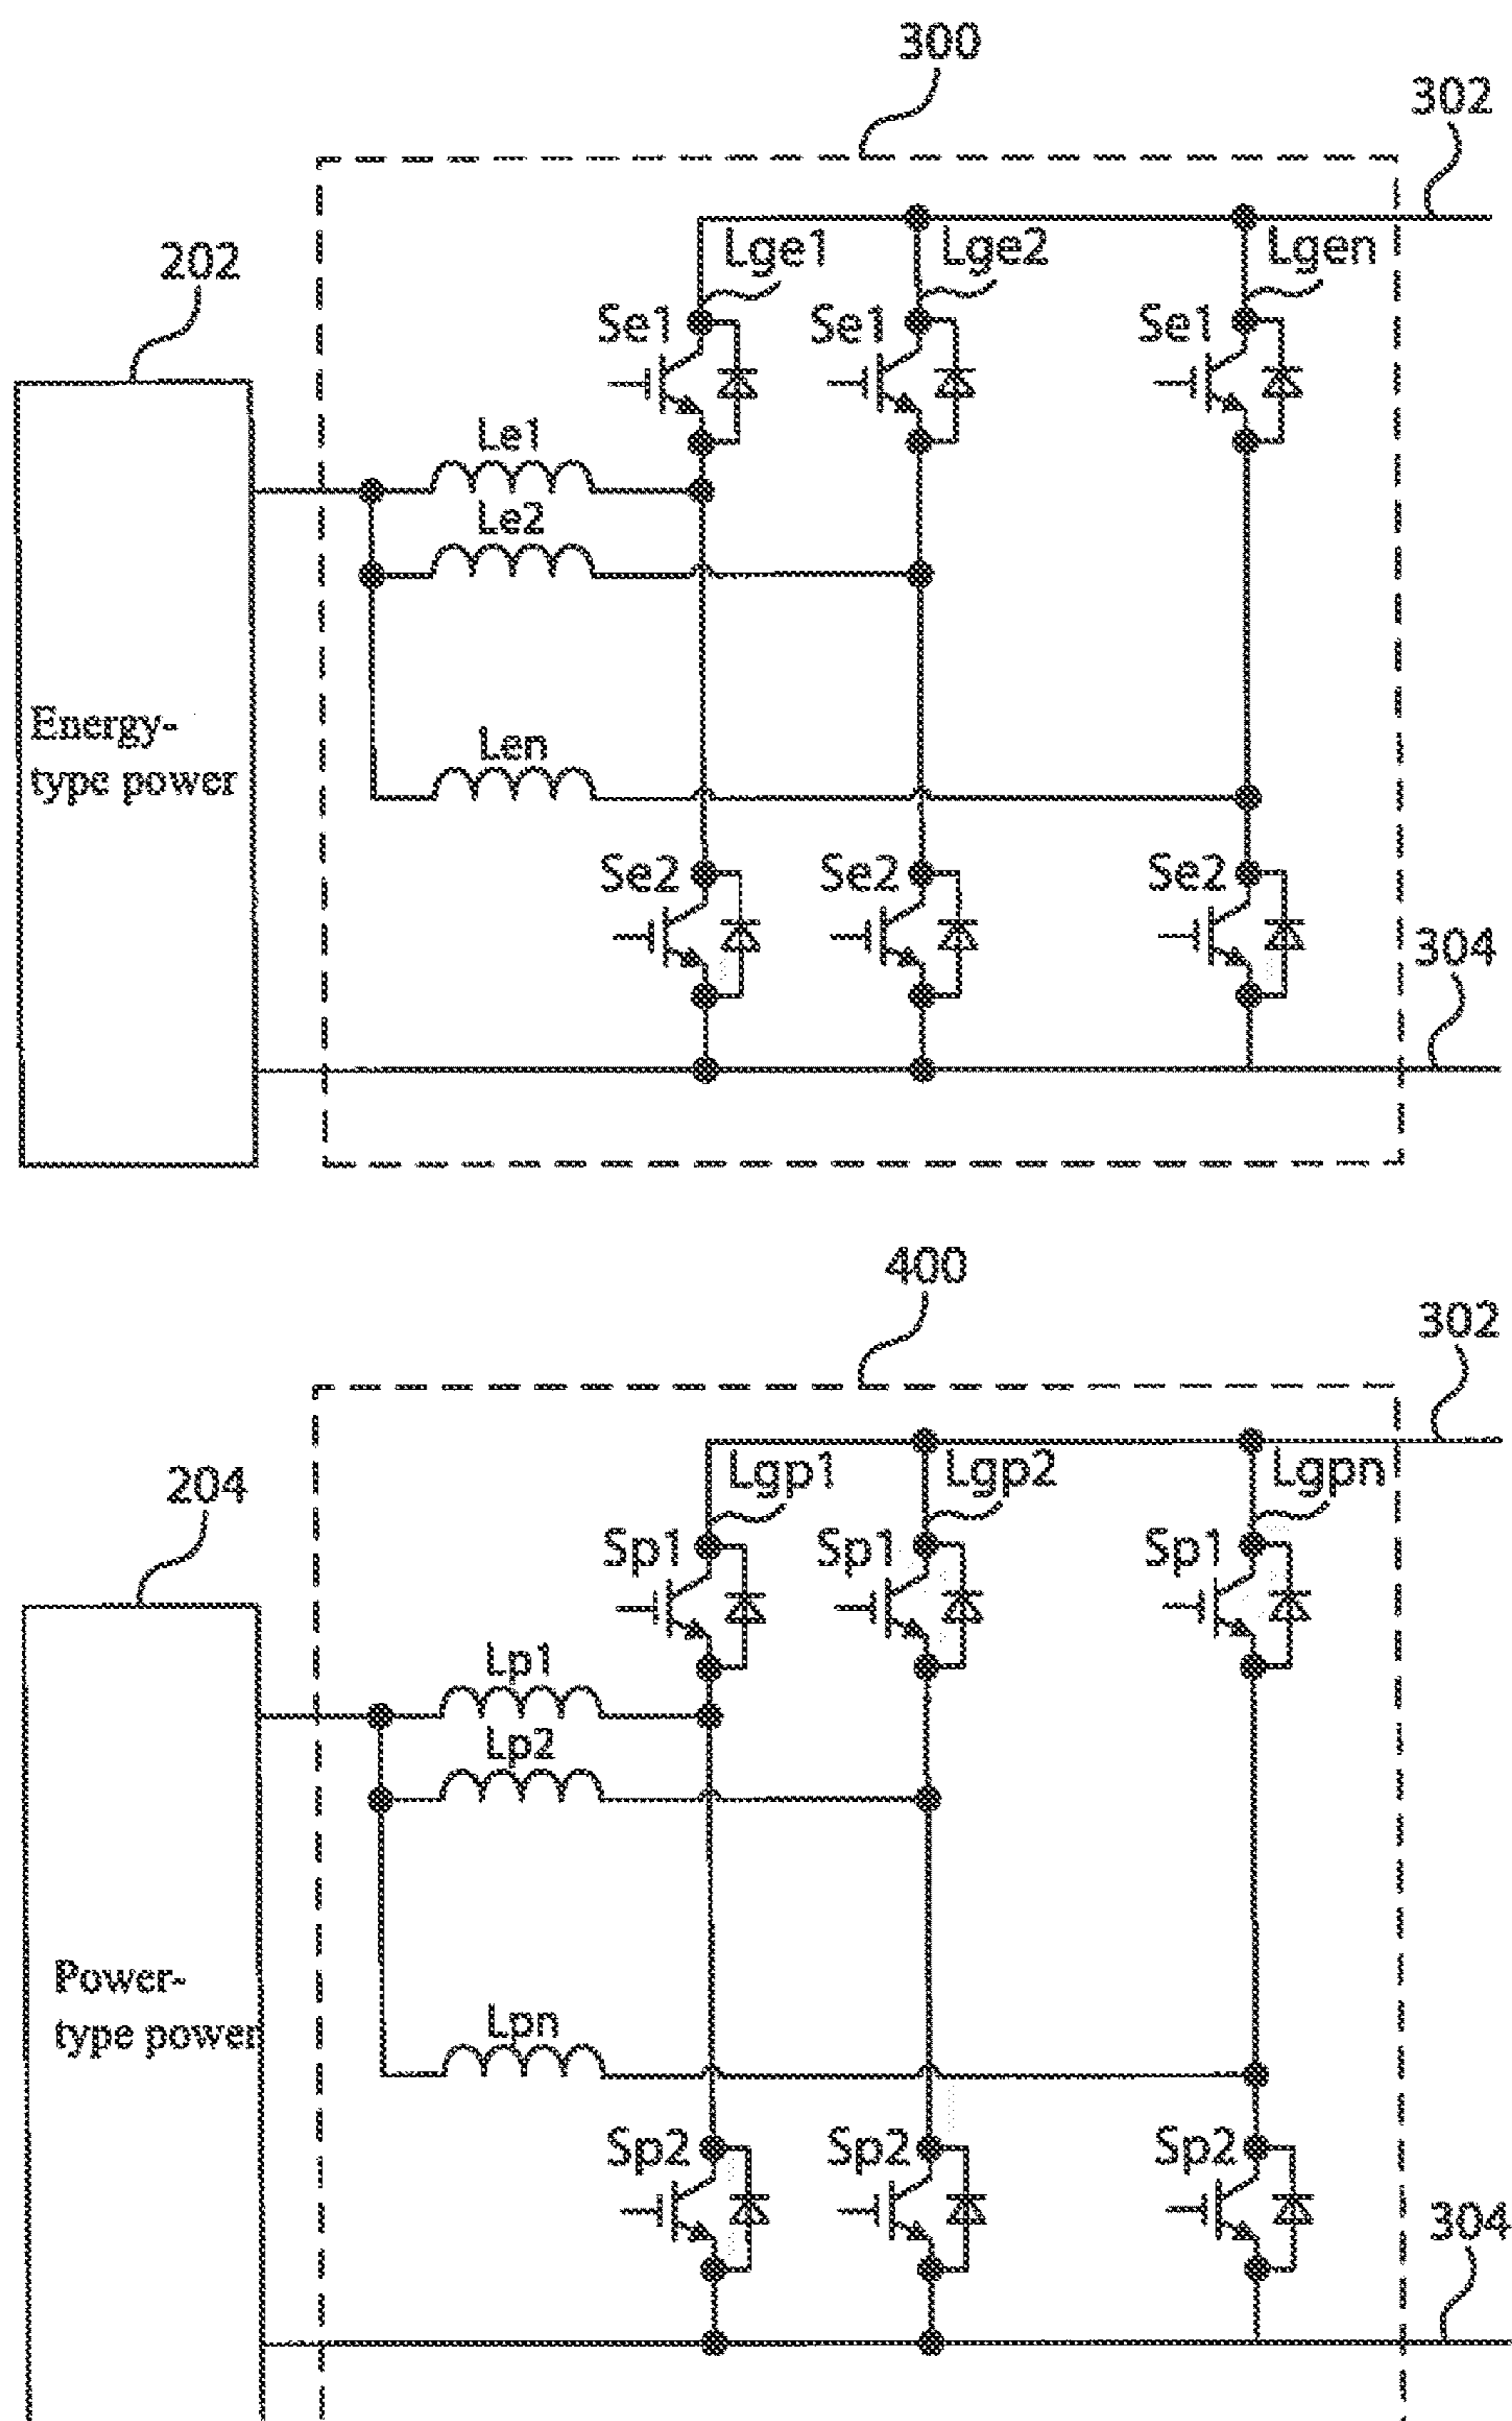 300
302
202
Lge1 Lge2 Lgen
Se1 Se1 Se1
Le1
Le2
Energy-
type power
Len
Se2 Se2 Se2
304
400
302
204
Lgp1 Lgp2 Lgpn
Sp1 Sp1 Sp1
Lp1
Lp2
Power-
type power
Lpn
Sp2 Sp2 Sp2
304